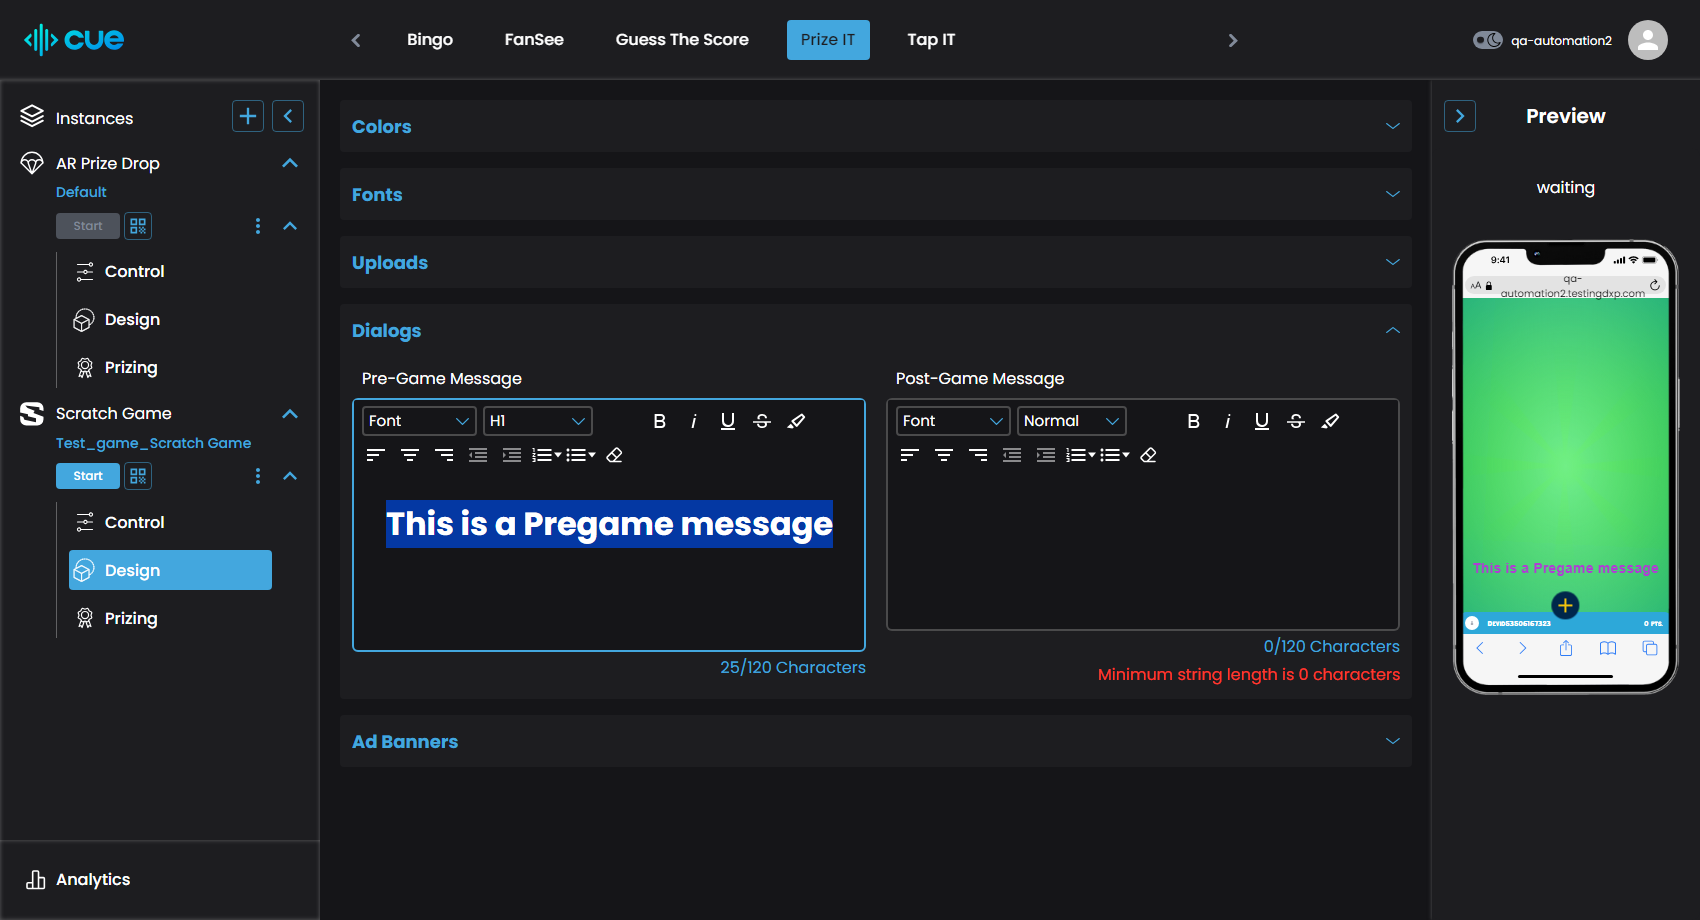 cue
Bingo
FanSee
Guess The Score
Prize IT
Tap IT
qa-automation2
Instances
AR Prize Drop
Default
Start
Control
Design
Prizing
Scratch Game
Test_game_Scratch Game
Start
Control
Design
Prizing
Analytics
Colors
Fonts
Uploads
Dialogs
Pre-Game Message
Font
H1
B
i
U
S
This is a Pregame message
25/120 Characters
Post-Game Message
Font
Normal
B
i
U
S
0/120 Characters
Minimum string length is 0 characters
Ad Banners
Preview
waiting
9:41
AA
qa-
automation2.testingdxp.com
This is a Pregame message
0 PTS.